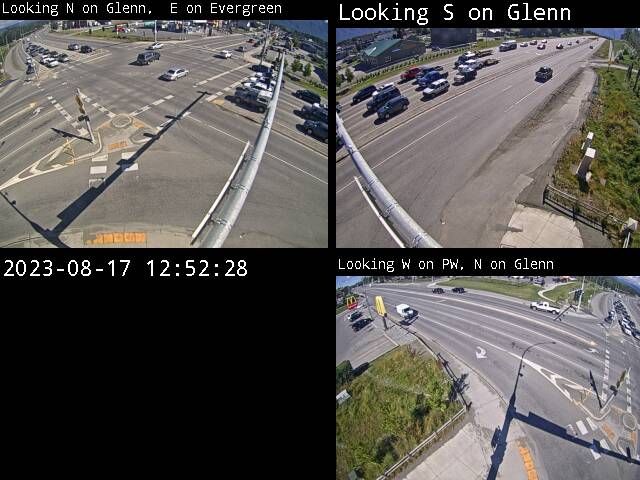 Looking N on Glenn, E on Evergreen
Looking S on Glenn
2023-08-17 12:52:28
Looking W on PW, N on Glenn